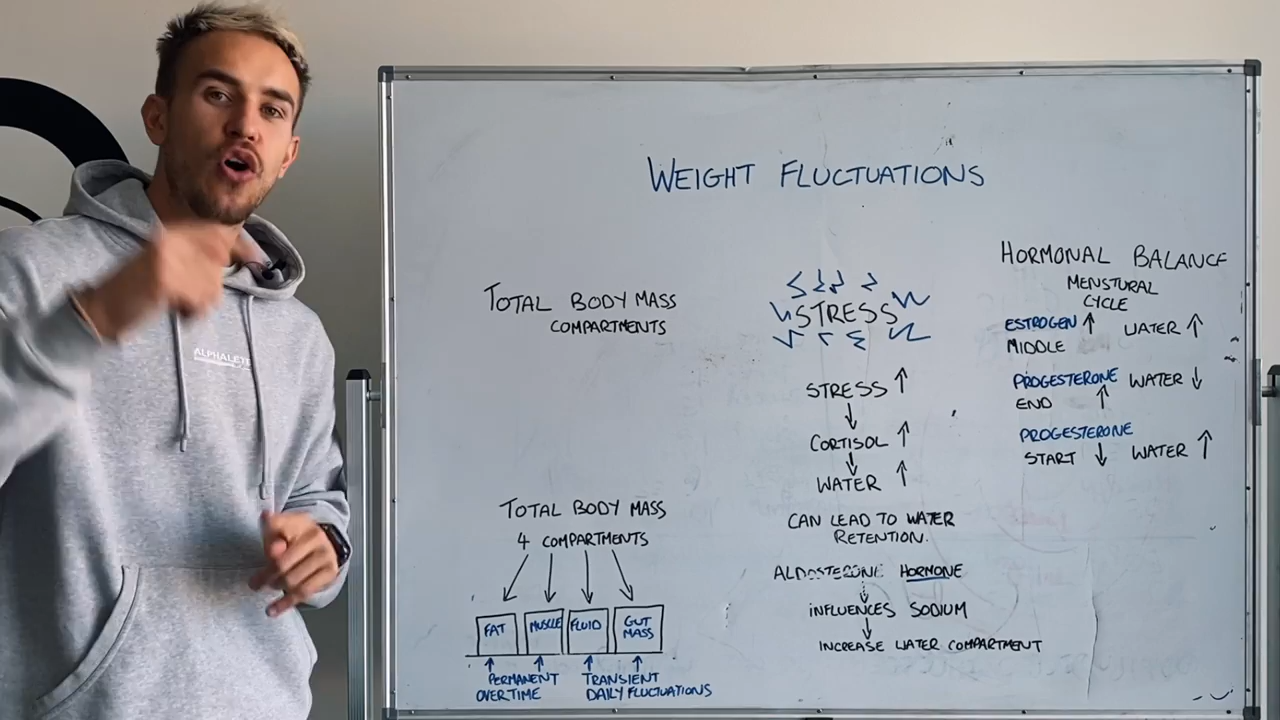 WEIGHT FLUCTUATIONS
TOTAL BODY MASS
COMPARTMENTS
TOTAL BODY MASS
4 COMPARTMENTS
FAT
MUSCLE
FLUID
GUT
MASS
PERMANENT
OVERTIME
TRANSIENT
DAILY FLUCTUATIONS
STRESS
STRESS ↑
↓
CORTISOL ↑
↓
WATER ↑
CAN LEAD TO WATER
RETENTION.
ALDOSTERONE HORMONE
↓
INFLUENCES SODIUM
↓
INCREASE WATER COMPARTMENT
HORMONAL BALANCE
MENSTURAL
CYCLE
ESTROGEN ↑ WATER ↑
MIDDLE
PROGESTERONE WATER ↓
END ↑
PROGESTERONE
START ↓ WATER ↑